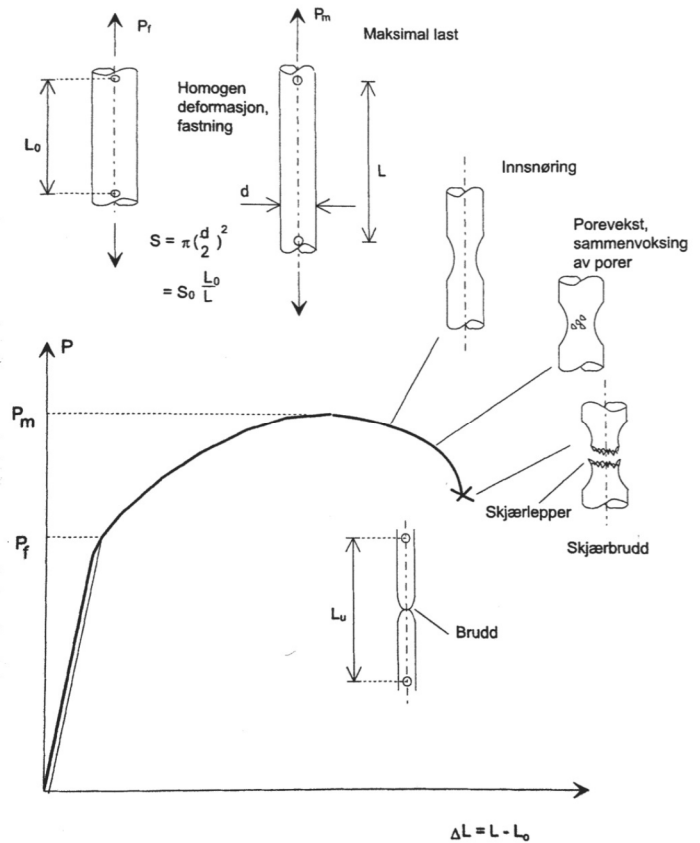 P_f
P_m
Maksimal last
Homogen
deformasjon,
fastning
L_0
L
d
S = π(d/2)²
= S_0 L_0/L
Innsnøring
Porevekst,
sammenvoksing
av porer
P
P_m
P_f
Skjærlepper
Skjærbrudd
L_u
Brudd
ΔL = L - L_0